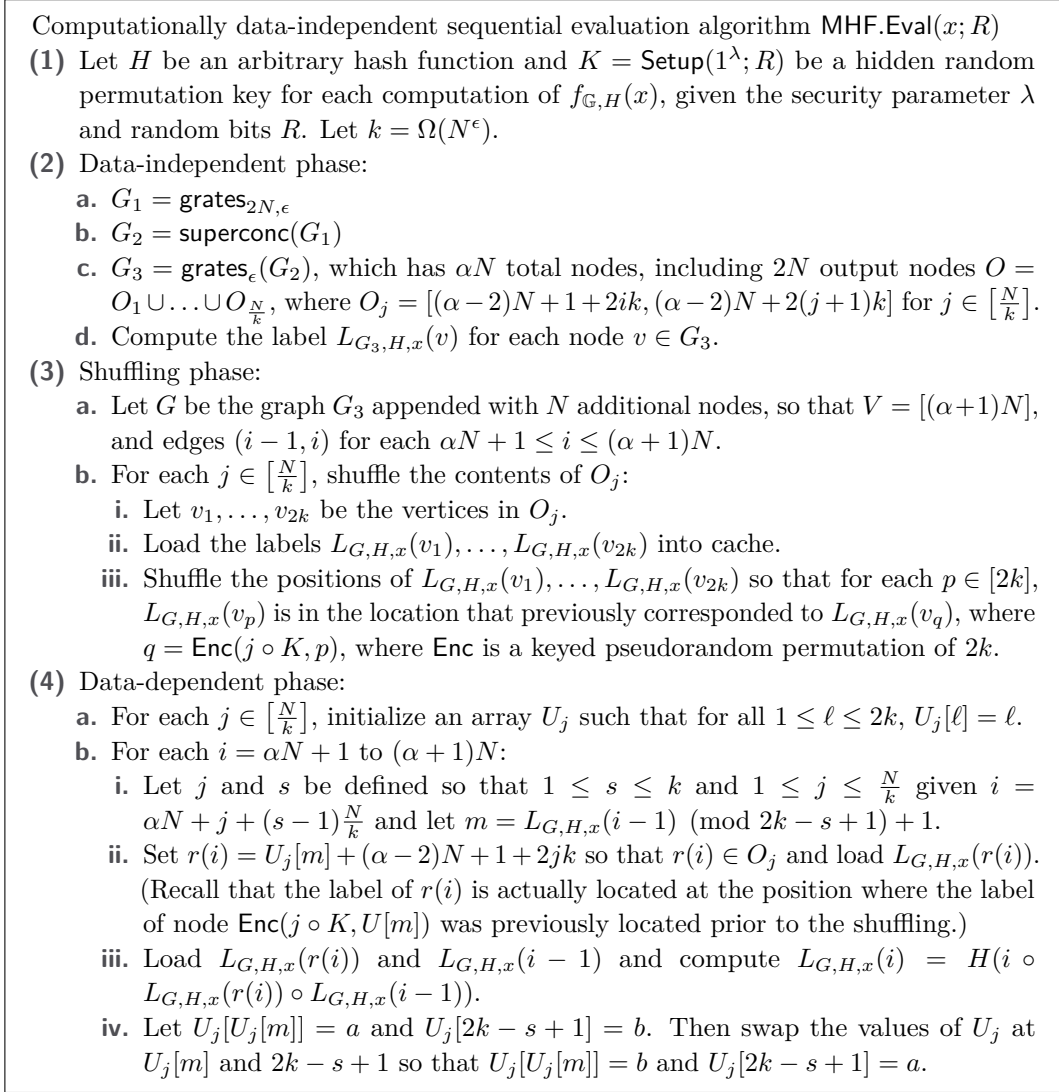 Computationally data-independent sequential evaluation algorithm MHF.Eval(x; R)
(1) Let H be an arbitrary hash function and K = Setup(1^λ; R) be a hidden random
permutation key for each computation of f_{𝔾,H}(x), given the security parameter λ
and random bits R. Let k = Ω(N^ϵ).
(2) Data-independent phase:
a. G_1 = grates_{2N,ϵ}
b. G_2 = superconc(G_1)
c. G_3 = grates_ϵ(G_2), which has αN total nodes, including 2N output nodes O =
O_1 ∪ … ∪ O_{N/k}, where O_j = [(α−2)N + 1 + 2ik, (α−2)N + 2(j+1)k] for j ∈ [N/k].
d. Compute the label L_{G_3,H,x}(v) for each node v ∈ G_3.
(3) Shuffling phase:
a. Let G be the graph G_3 appended with N additional nodes, so that V = [(α+1)N],
and edges (i − 1, i) for each αN + 1 ≤ i ≤ (α + 1)N.
b. For each j ∈ [N/k], shuffle the contents of O_j:
i. Let v_1, …, v_{2k} be the vertices in O_j.
ii. Load the labels L_{G,H,x}(v_1), …, L_{G,H,x}(v_{2k}) into cache.
iii. Shuffle the positions of L_{G,H,x}(v_1), …, L_{G,H,x}(v_{2k}) so that for each p ∈ [2k],
L_{G,H,x}(v_p) is in the location that previously corresponded to L_{G,H,x}(v_q), where
q = Enc(j ∘ K, p), where Enc is a keyed pseudorandom permutation of 2k.
(4) Data-dependent phase:
a. For each j ∈ [N/k], initialize an array U_j such that for all 1 ≤ ℓ ≤ 2k, U_j[ℓ] = ℓ.
b. For each i = αN + 1 to (α + 1)N:
i. Let j and s be defined so that 1 ≤ s ≤ k and 1 ≤ j ≤ N/k given i =
αN + j + (s − 1)N/k and let m = L_{G,H,x}(i − 1) (mod 2k − s + 1) + 1.
ii. Set r(i) = U_j[m] + (α − 2)N + 1 + 2jk so that r(i) ∈ O_j and load L_{G,H,x}(r(i)).
(Recall that the label of r(i) is actually located at the position where the label
of node Enc(j ∘ K, U[m]) was previously located prior to the shuffling.)
iii. Load L_{G,H,x}(r(i)) and L_{G,H,x}(i − 1) and compute L_{G,H,x}(i) = H(i ∘
L_{G,H,x}(r(i)) ∘ L_{G,H,x}(i − 1)).
iv. Let U_j[U_j[m]] = a and U_j[2k − s + 1] = b. Then swap the values of U_j at
U_j[m] and 2k − s + 1 so that U_j[U_j[m]] = b and U_j[2k − s + 1] = a.